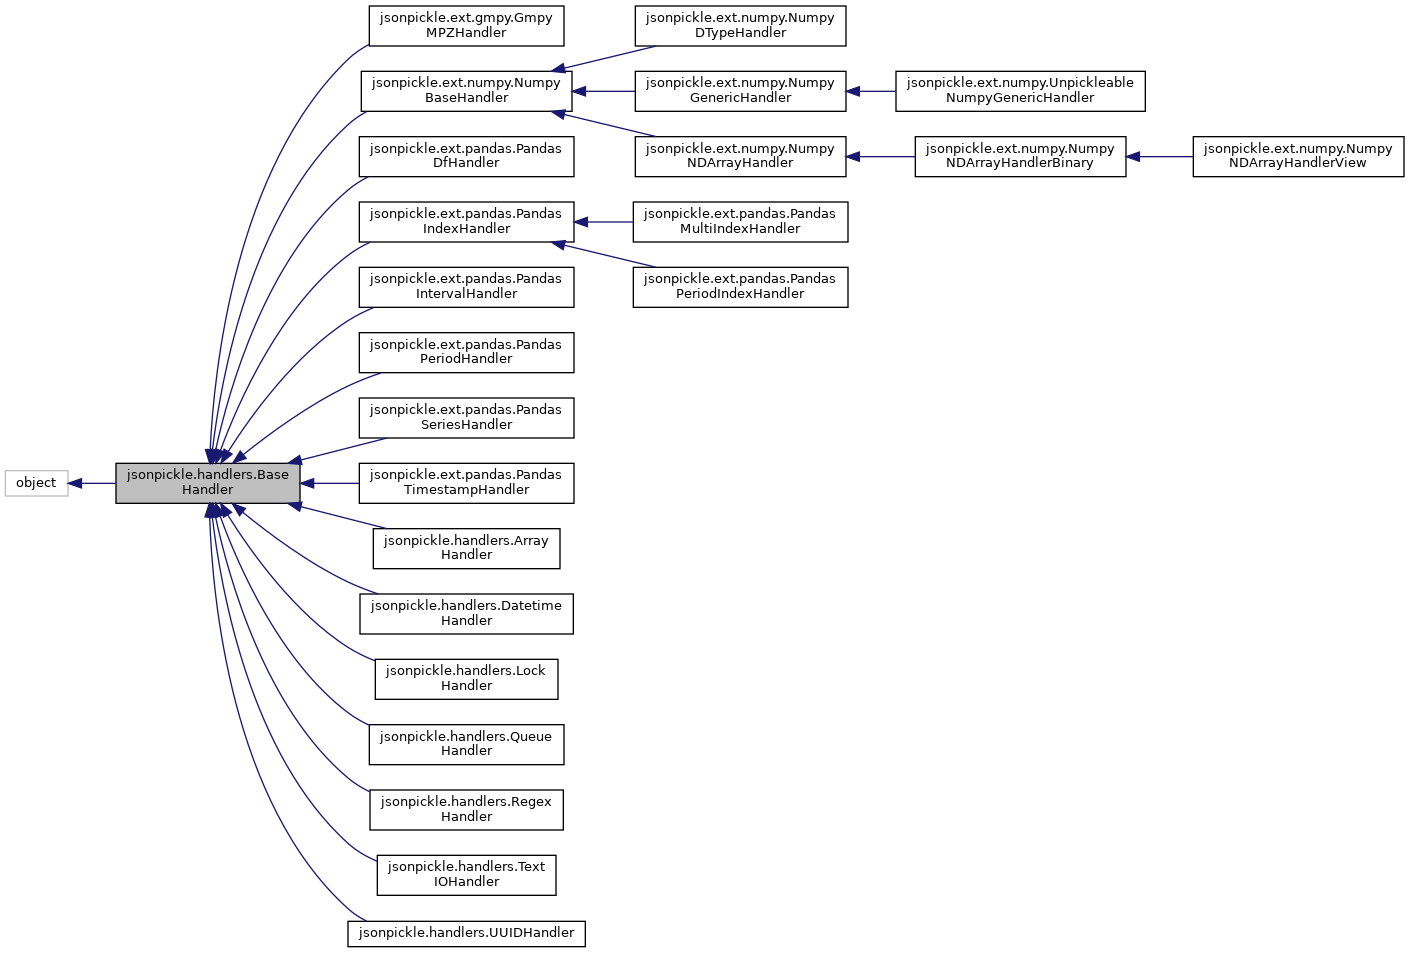 jsonpickle.ext.gmpy.Gmpy
MPZHandler
jsonpickle.ext.numpy.Numpy
DTypeHandler
jsonpickle.ext.numpy.Numpy
BaseHandler
jsonpickle.ext.numpy.Numpy
GenericHandler
jsonpickle.ext.numpy.Unpickleable
NumpyGenericHandler
jsonpickle.ext.pandas.Pandas
DfHandler
jsonpickle.ext.numpy.Numpy
NDArrayHandler
jsonpickle.ext.numpy.Numpy
NDArrayHandlerBinary
jsonpickle.ext.numpy.Numpy
NDArrayHandlerView
jsonpickle.ext.pandas.Pandas
IndexHandler
jsonpickle.ext.pandas.Pandas
MultiIndexHandler
jsonpickle.ext.pandas.Pandas
IntervalHandler
jsonpickle.ext.pandas.Pandas
PeriodIndexHandler
jsonpickle.ext.pandas.Pandas
PeriodHandler
jsonpickle.ext.pandas.Pandas
SeriesHandler
object
jsonpickle.handlers.Base
Handler
jsonpickle.ext.pandas.Pandas
TimestampHandler
jsonpickle.handlers.Array
Handler
jsonpickle.handlers.Datetime
Handler
jsonpickle.handlers.Lock
Handler
jsonpickle.handlers.Queue
Handler
jsonpickle.handlers.Regex
Handler
jsonpickle.handlers.Text
IOHandler
jsonpickle.handlers.UUIDHandler